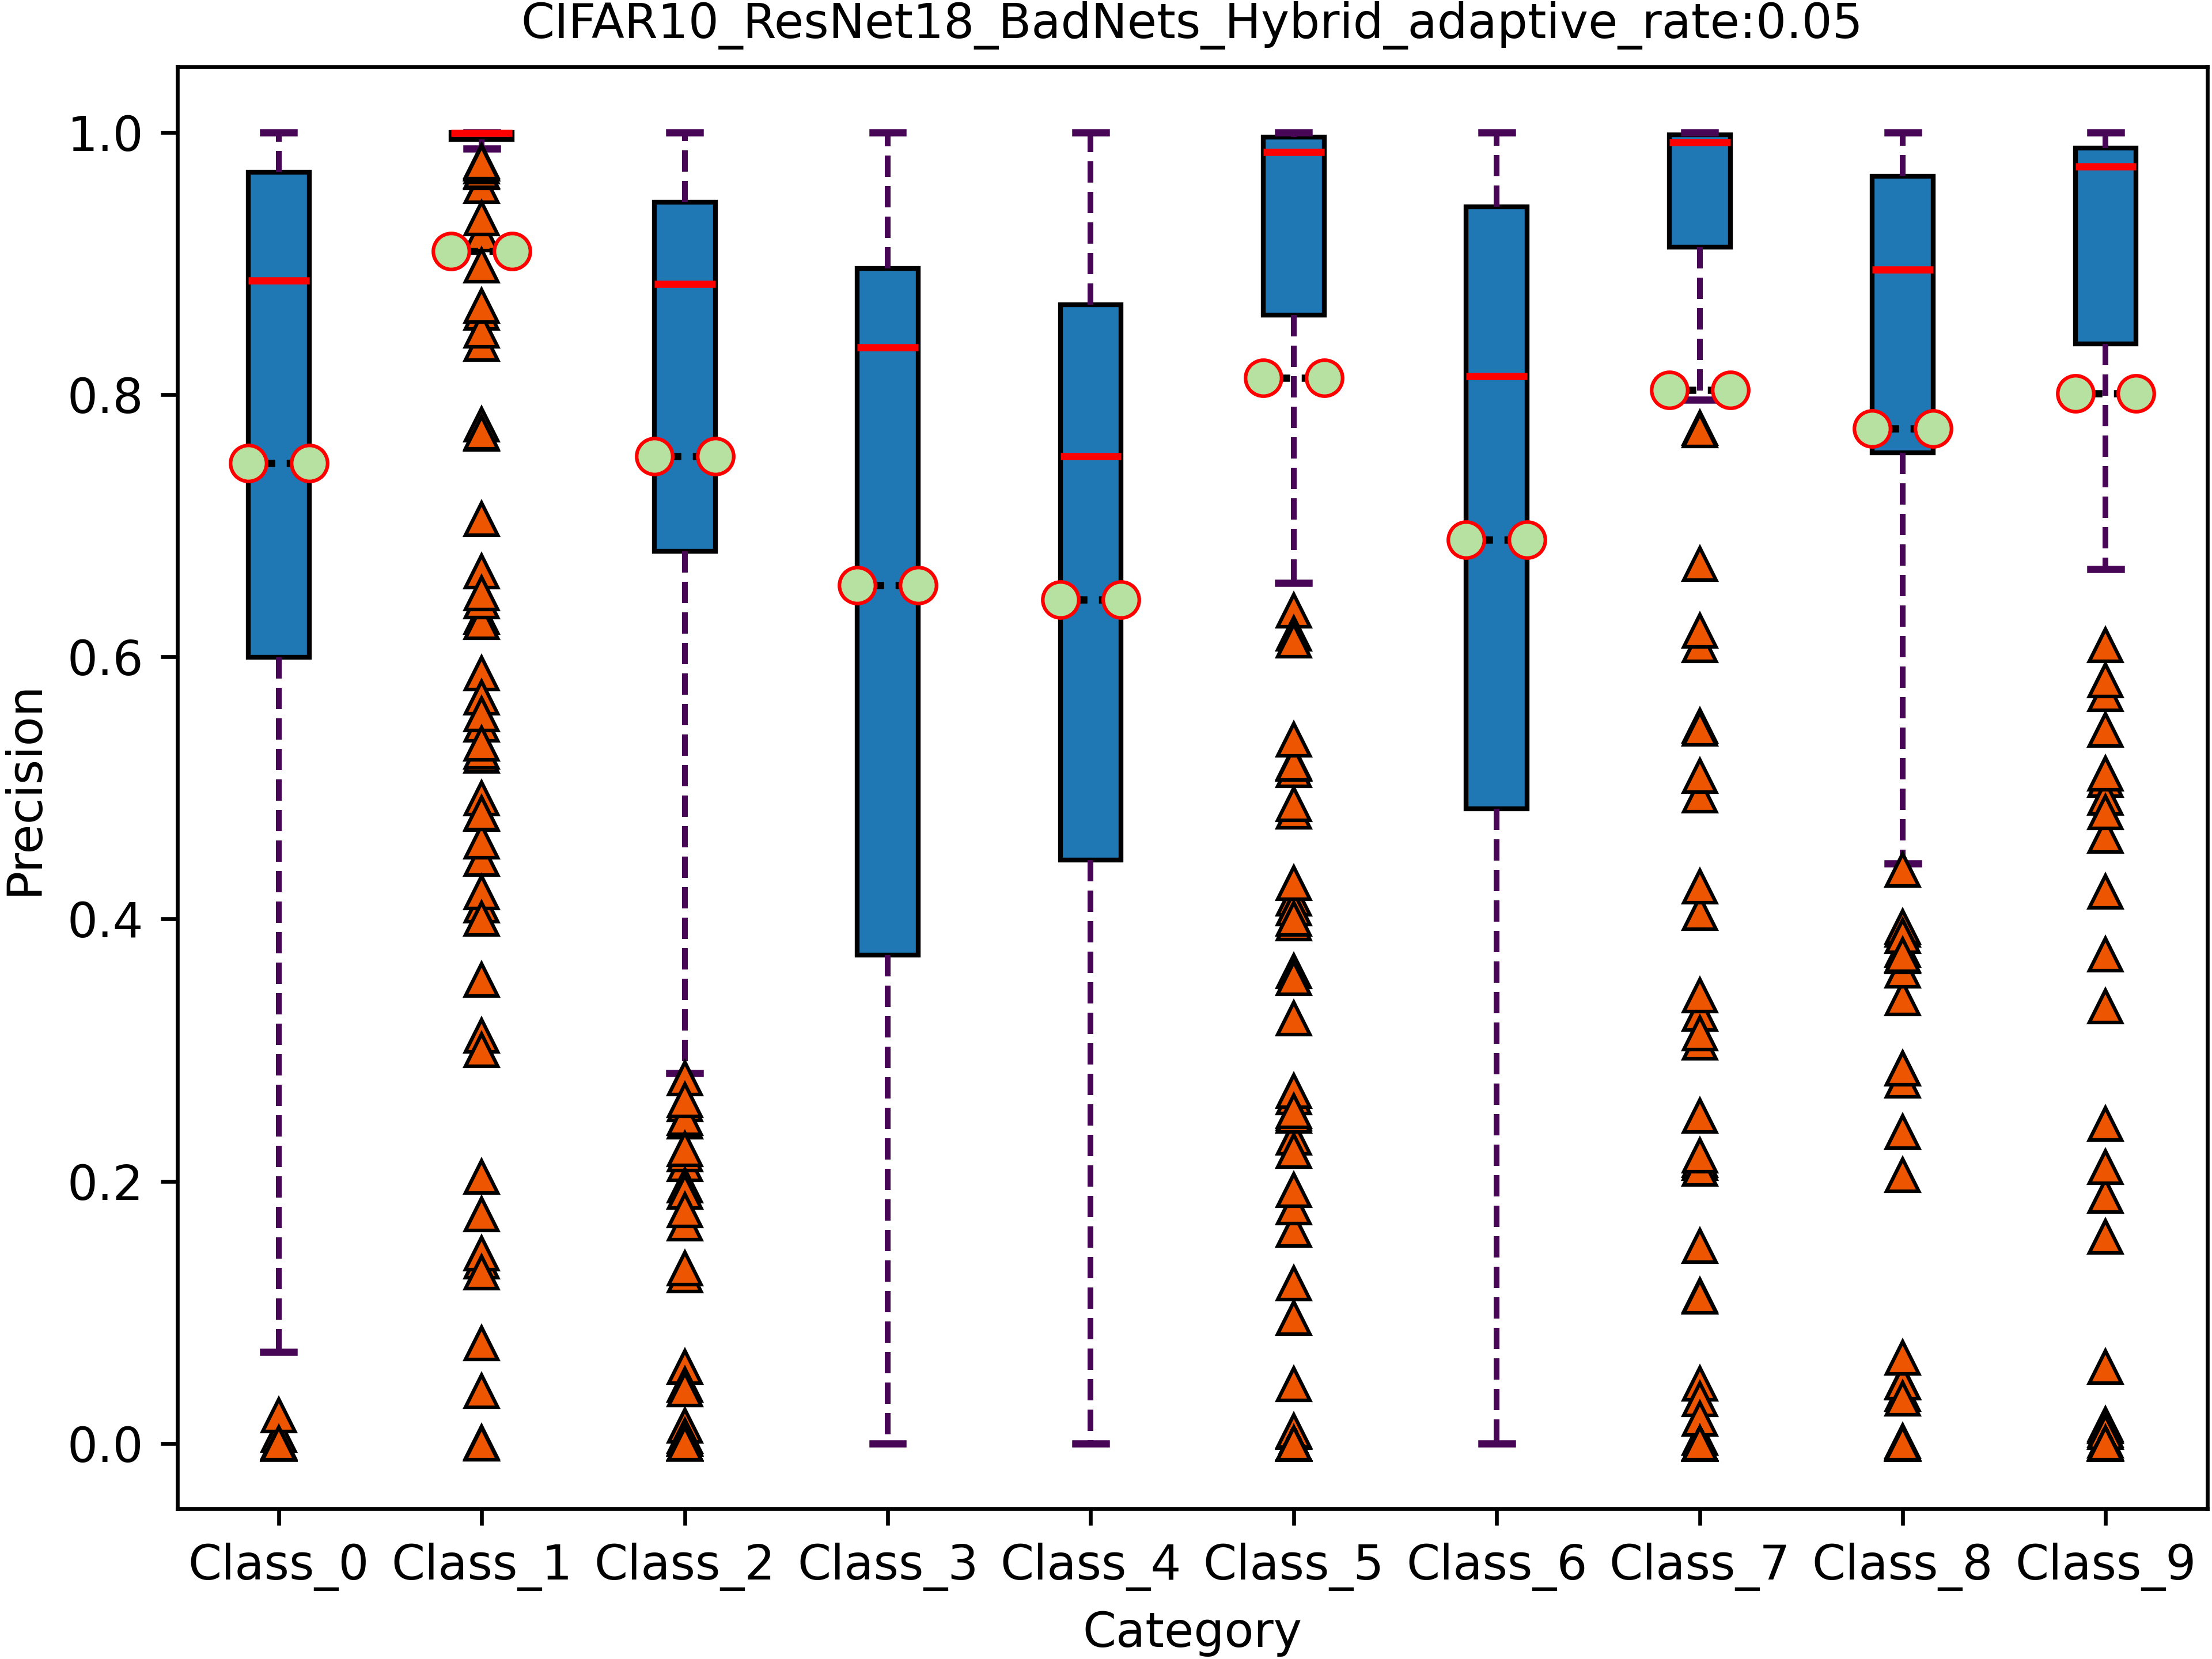 CIFAR10_ResNet18_BadNets_Hybrid_adaptive_rate:0.05
Precision
1.0
0.8
0.6
0.4
0.2
0.0
Class_0 Class_1 Class_2 Class_3 Class_4 Class_5 Class_6 Class_7 Class_8 Class_9
Category